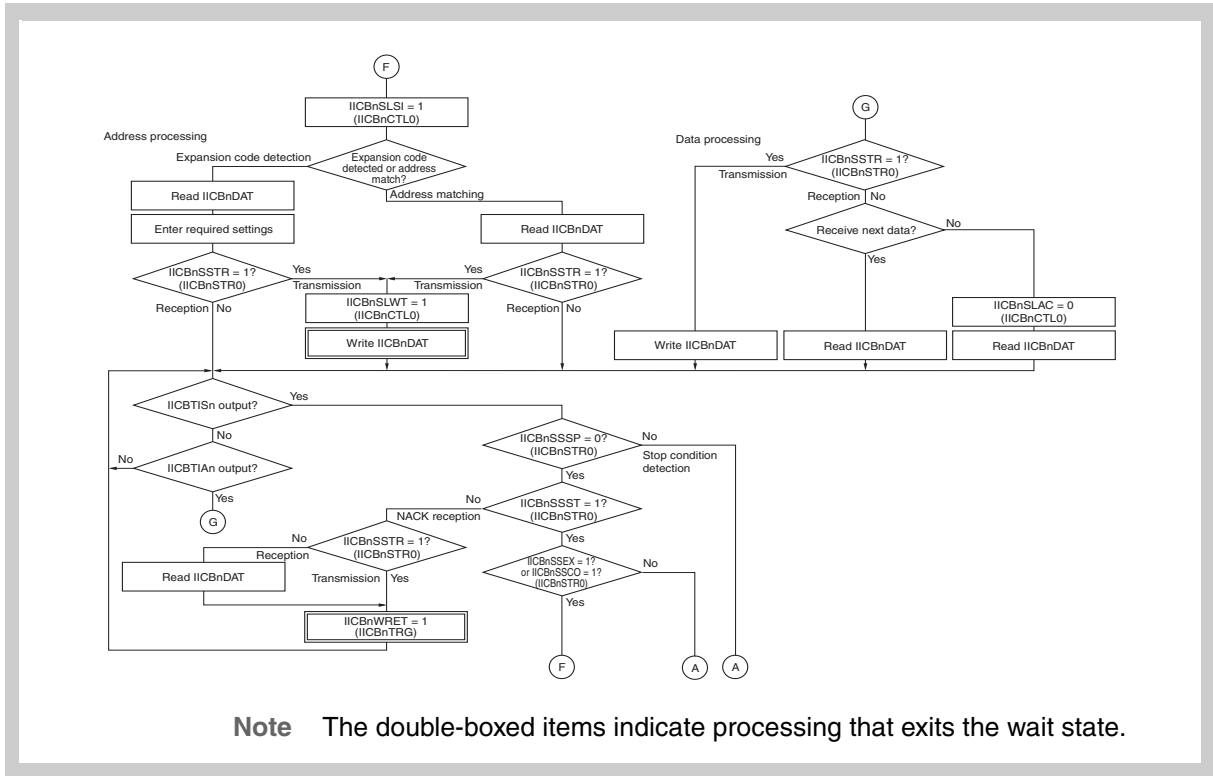 F
IICBnSLSI = 1
(IICBnCTL0)
Address processing
Expansion code detection
Expansion code
detected or address
match?
Address matching
Read IICBnDAT
Enter required settings
IICBnSSTR = 1?
(IICBnSTR0)
Yes
Transmission
Reception
No
Read IICBnDAT
IICBnSSTR = 1?
(IICBnSTR0)
Yes
Transmission
Reception
No
IICBnSLWT = 1
(IICBnCTL0)
Write IICBnDAT
G
Data processing
IICBnSSTR = 1?
(IICBnSTR0)
Yes
Transmission
Reception
No
Receive next data?
No
Yes
IICBnSLAC = 0
(IICBnCTL0)
Write IICBnDAT
Read IICBnDAT
Read IICBnDAT
IICBTISn output?
Yes
No
IICBTIAn output?
No
Yes
G
IICBnSSSP = 0?
(IICBnSTR0)
No
Stop condition
detection
Yes
IICBnSSST = 1?
(IICBnSTR0)
No
NACK reception
Yes
IICBnSSTR = 1?
(IICBnSTR0)
No
Reception
Transmission
Yes
Read IICBnDAT
IICBnWRET = 1
(IICBnTRG)
IICBnSSEX = 1?
or IICBnSSCO = 1?
(IICBnSTR0)
No
Yes
F
A
A
Note The double-boxed items indicate processing that exits the wait state.